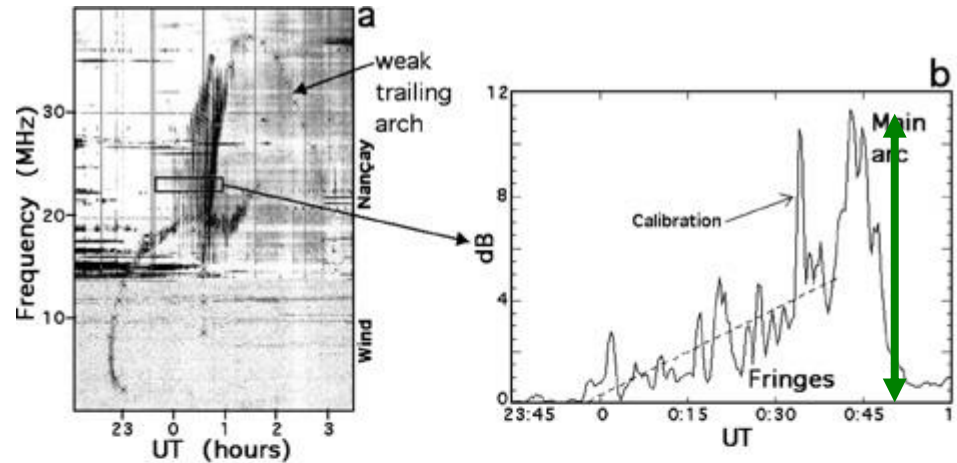 a
weak
trailing
arch
Frequency (MHz)
30
20
10
Nançay
Wind
23 0 1 2 3
UT (hours)
b
12
8
4
0
dB
Main
arc
Calibration
Fringes
23:45 0 0:15 0:30 0:45 1
UT